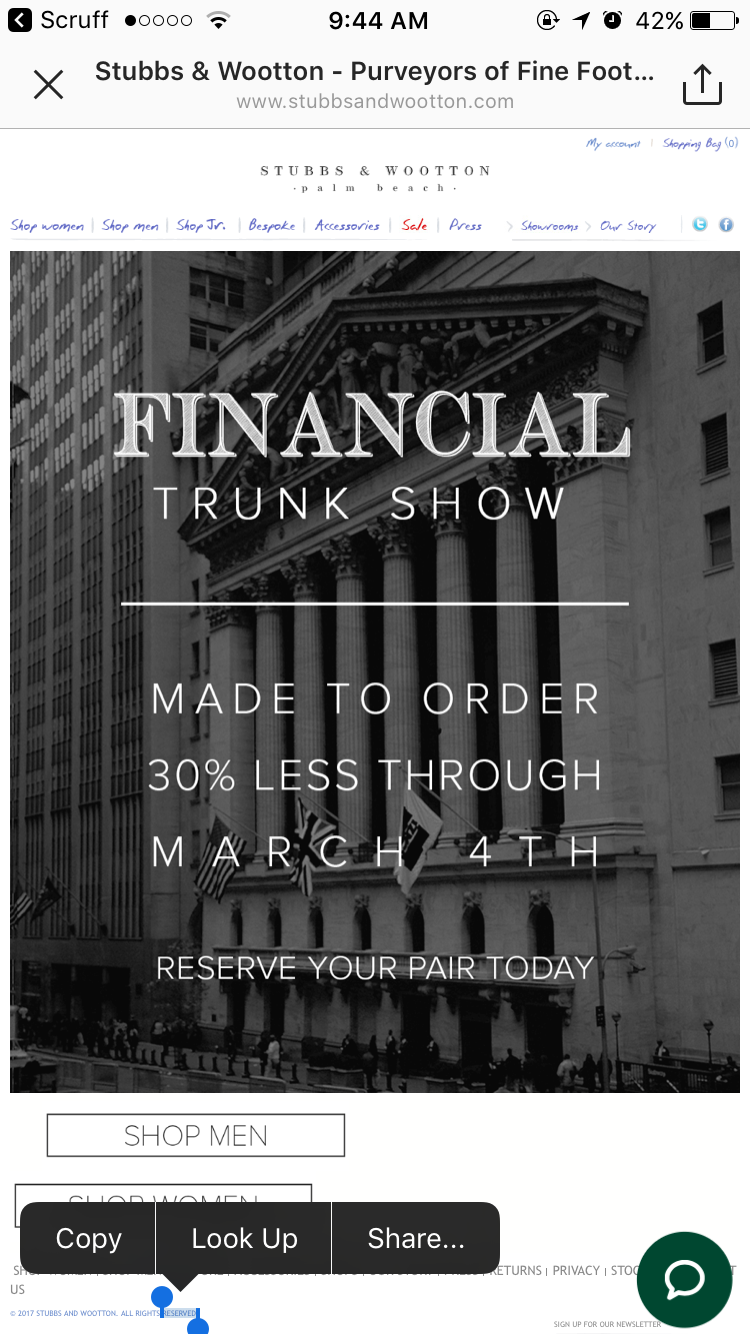 Scruff 9:44 AM 42%
Stubbs & Wootton - Purveyors of Fine Foot...
www.stubbsandwootton.com
My account | Shopping Bag (0)
STUBBS & WOOTTON
·palm beach·
Shop women | Shop men | Shop Jr. | Bespoke | Accessories | Sale | Press > Showrooms > Our Story
FINANCIAL
TRUNK SHOW
MADE TO ORDER
30% LESS THROUGH
MARCH 4TH
RESERVE YOUR PAIR TODAY
SHOP MEN
SHOP WOMEN
Copy Look Up Share...
RETURNS | PRIVACY |
US
© 2017 STUBBS AND WOOTTON. ALL RIGHTS RESERVED
SIGN UP FOR OUR NEWSLETTER